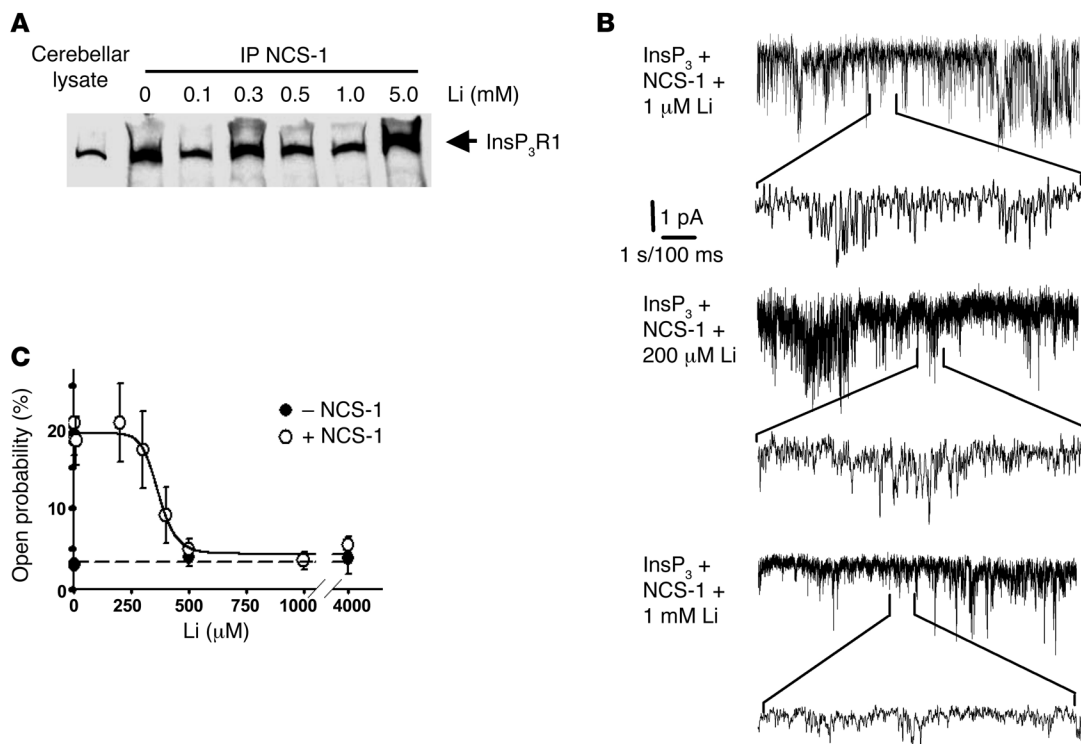 A
Cerebellar
lysate
IP NCS-1
0 0.1 0.3 0.5 1.0 5.0 Li (mM)
InsP3R1
B
InsP3 +
NCS-1 +
1 μM Li
1 pA
1 s/100 ms
InsP3 +
NCS-1 +
200 μM Li
InsP3 +
NCS-1 +
1 mM Li
C
Open probability (%)
20
10
0
– NCS-1
+ NCS-1
0 250 500 750 1000 4000
Li (μM)